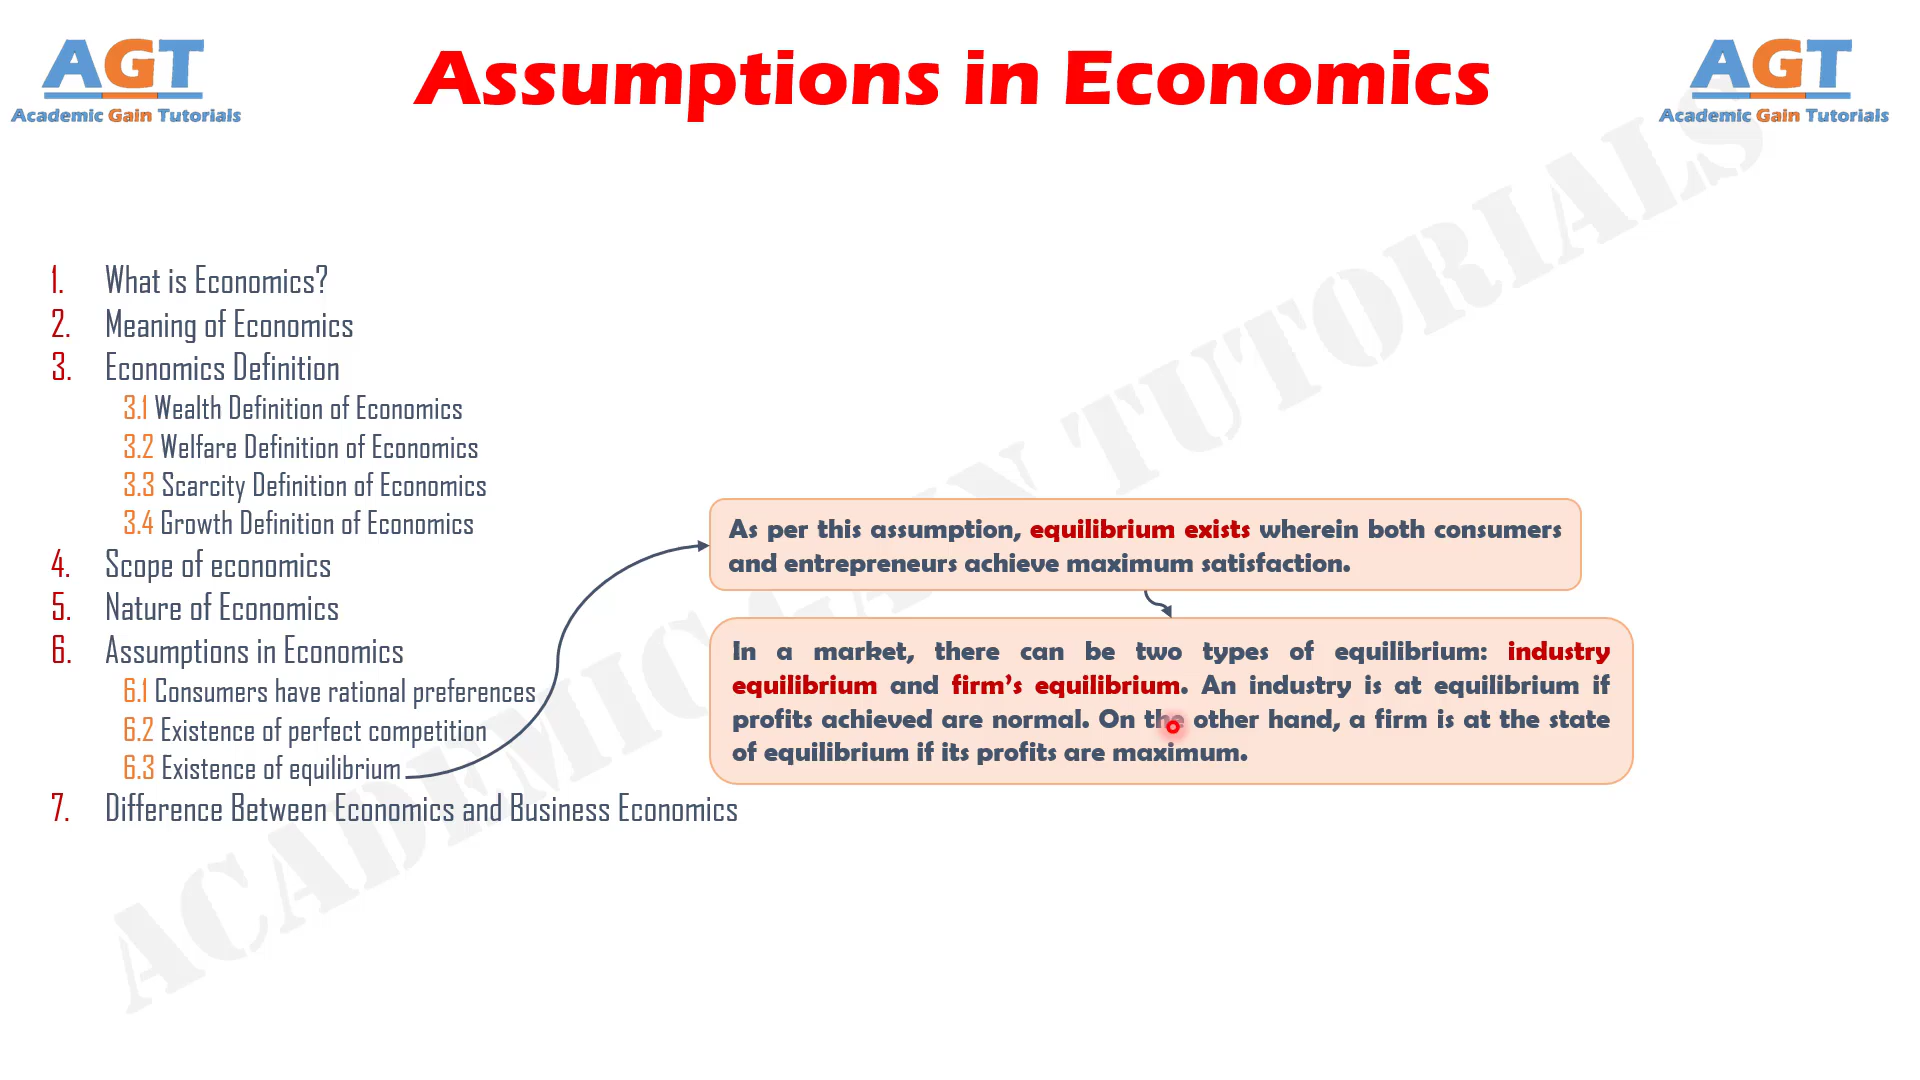 AGT
Academic Gain Tutorials
Assumptions in Economics
AGT
Academic Gain Tutorials
1. What is Economics?
2. Meaning of Economics
3. Economics Definition
3.1 Wealth Definition of Economics
3.2 Welfare Definition of Economics
3.3 Scarcity Definition of Economics
3.4 Growth Definition of Economics
4. Scope of economics
5. Nature of Economics
6. Assumptions in Economics
6.1 Consumers have rational preferences
6.2 Existence of perfect competition
6.3 Existence of equilibrium
7. Difference Between Economics and Business Economics
As per this assumption, equilibrium exists wherein both consumers
and entrepreneurs achieve maximum satisfaction.
In a market, there can be two types of equilibrium: industry
equilibrium and firm's equilibrium. An industry is at equilibrium if
profits achieved are normal. On the other hand, a firm is at the state
of equilibrium if its profits are maximum.
ACADEMIC GAIN TUTORIALS